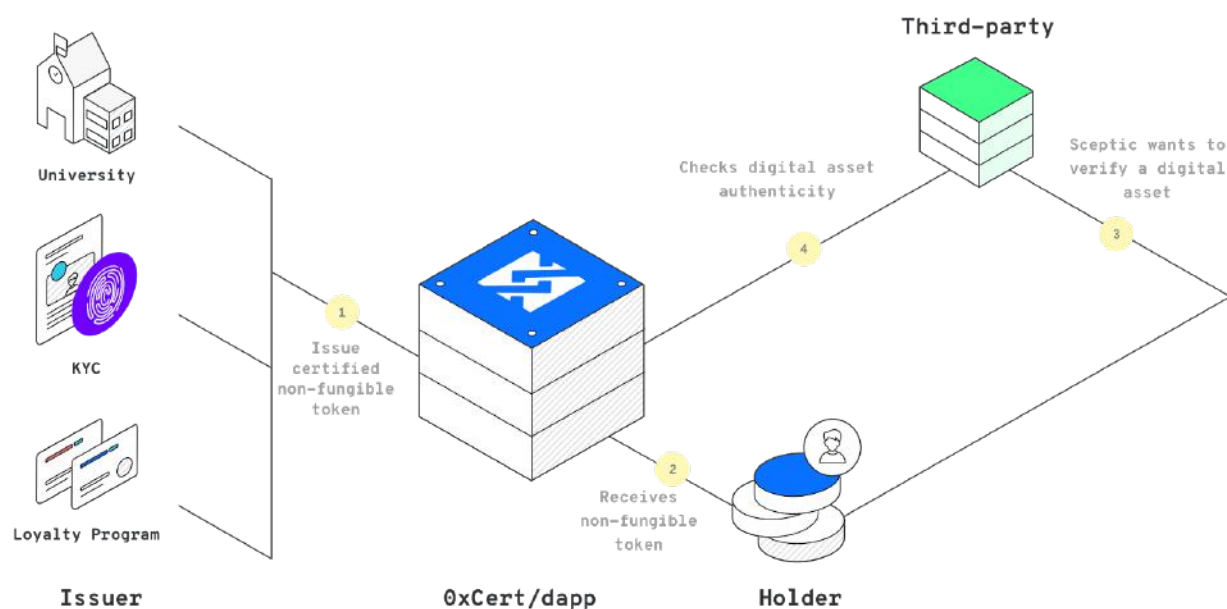 Third-party
University
KYC
Loyalty Program
Issuer
1
Issue
certified
non-fungible
token
0xCert/dapp
2
Receives
non-fungible
token
Holder
Sceptic wants to
verify a digital
asset
3
Checks digital asset
authenticity
4